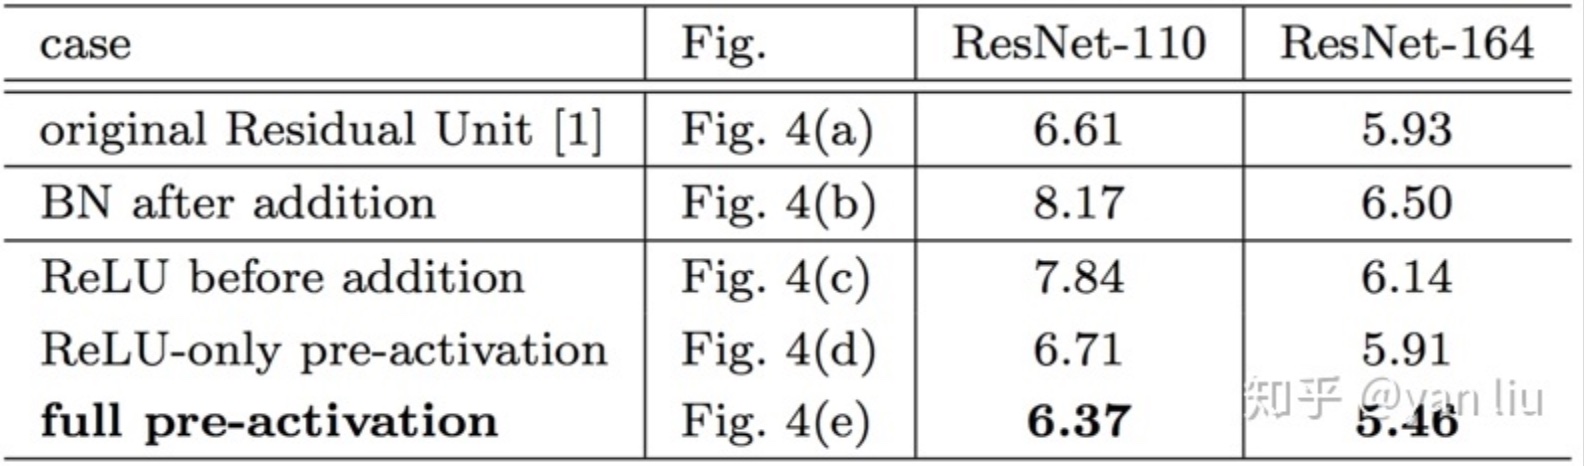 case Fig. ResNet-110 ResNet-164
original Residual Unit [1] Fig. 4(a) 6.61 5.93
BN after addition Fig. 4(b) 8.17 6.50
ReLU before addition Fig. 4(c) 7.84 6.14
ReLU-only pre-activation Fig. 4(d) 6.71 5.91
full pre-activation Fig. 4(e) 6.37 5.46
知乎 @yan liu